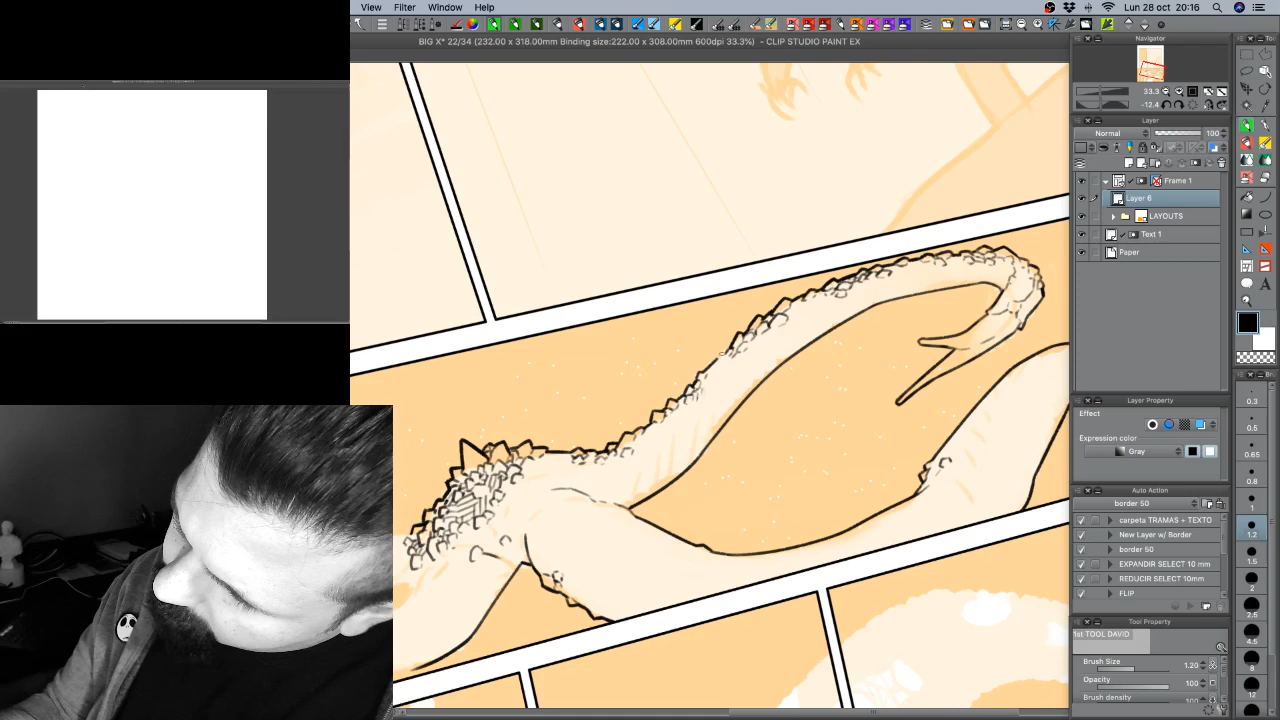 View Filter Window Help
Lun 28 oct 20:16
BIG X* 22/34 (232.00 x 318.00mm Binding size:222.00 x 308.00mm 600dpi 33.3%) - CLIP STUDIO PAINT EX
Navigator
33.3
-12.4
Layer
Normal 100
Frame 1
Layer 6
LAYOUTS
Text 1
Paper
Layer Property
Effect
Expression color
Gray
Auto Action
border 50
carpeta TRAMAS + TEXTO
New Layer w/ Border
border 50
EXPANDIR SELECT 10 mm
REDUCIR SELECT 10mm
FLIP
Tool Property
1st TOOL DAVID
Brush Size 1.20
Opacity 100
Brush density 100
To
A
Br
0.3
0.5
0.65
0.8
1
1.2
1.5
2
2.5
4.5
8
12